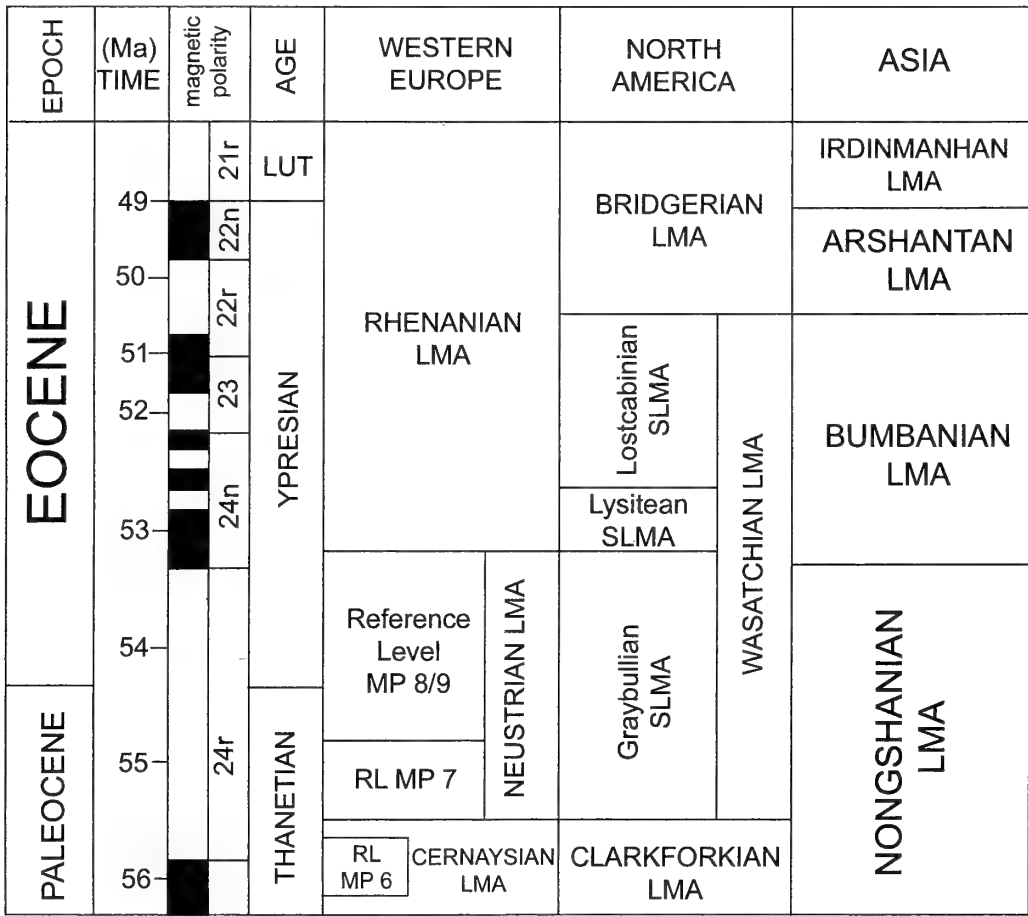 EPOCH
(Ma)
TIME
magnetic
polarity
AGE
WESTERN
EUROPE
NORTH
AMERICA
ASIA
EOCENE
PALEOCENE
49
50
51
52
53
54
55
56
21r
22n
22r
23
24n
24r
LUT
YPRESIAN
THANETIAN
RHENANIAN
LMA
Reference
Level
MP 8/9
RL MP 7
NEUSTRIAN LMA
RL
MP 6
CERNAYSIAN
LMA
BRIDGERIAN
LMA
Lostcabinian
SLMA
Lysitean
SLMA
Graybullian
SLMA
WASATCHIAN LMA
CLARKFORKIAN
LMA
IRDINMANHAN
LMA
ARSHANTAN
LMA
BUMBANIAN
LMA
NONGSHANIAN
LMA